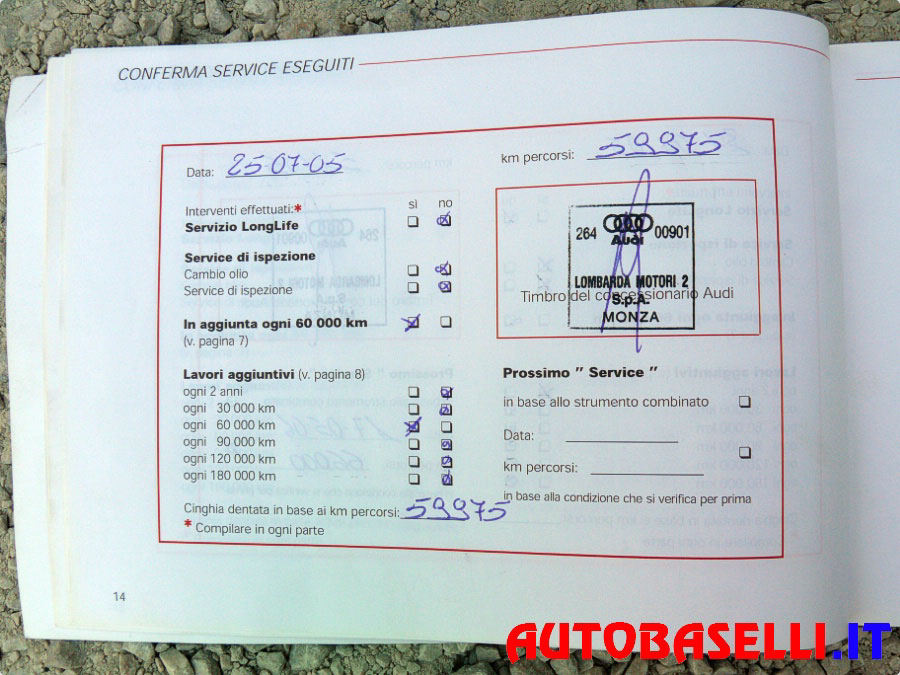 CONFERMA SERVICE ESEGUITI
Data: 25-07-05
km percorsi: 59975
Interventi effettuati:*
sì no
Servizio LongLife
Service di ispezione
Cambio olio
Service di ispezione
In aggiunta ogni 60 000 km
(v. pagina 7)
Lavori aggiuntivi (v. pagina 8)
ogni 2 anni
ogni 30 000 km
ogni 60 000 km
ogni 90 000 km
ogni 120 000 km
ogni 180 000 km
Cinghia dentata in base ai km percorsi: 59975
* Compilare in ogni parte
264 Audi 00901
LOMBARDA MOTORI 2
S.p.A.
MONZA
Timbro del concessionario Audi
Prossimo " Service "
in base allo strumento combinato
Data:
km percorsi:
in base alla condizione che si verifica per prima
14
AUTOBASELLI.IT